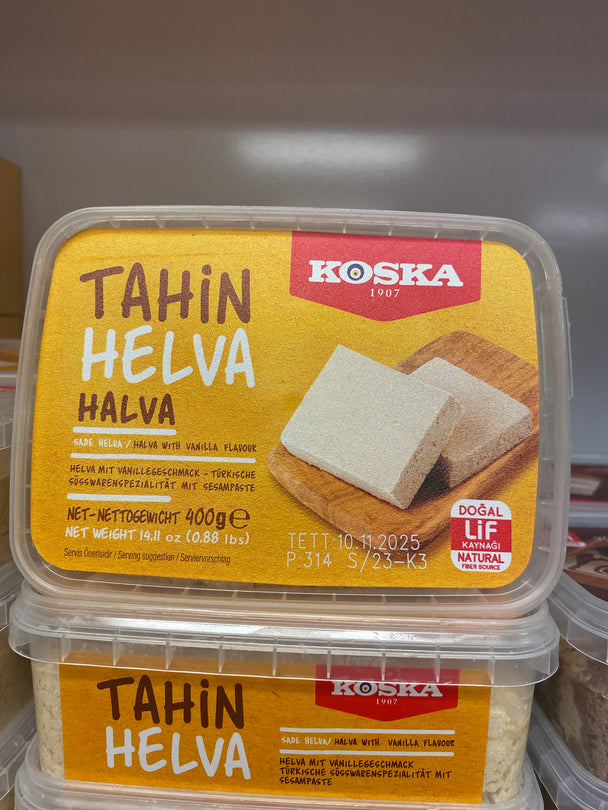 KOSKA
1907
TAHiN
HELVA
HALVA
SADE HELVA / HALVA WITH VANILLA FLAVOUR
HELVA MIT VANILLEGESCHMACK - TÜRKISCHE
SÜSSWARENSPEZIALITÄT MIT SESAMPASTE
NET-NETTOGEWICHT 400g e
NET WEIGHT 14.11 oz (0.88 lbs)
Servis Önerisidir / Serving suggestion / Serviervorschlag
TETT 10.11.2025
P:314 S/23-K3
DOĞAL
LiF
KAYNAĞI
NATURAL
FIBER SOURCE
TAHiN
HELVA
KOSKA
1907
SADE HELVA/ HALVA WITH VANILLA FLAVOUR
HELVA MIT VANILLEGESCHMACK
TÜRKISCHE SÜSSWARENSPEZIALITÄT MIT
SESAMPASTE